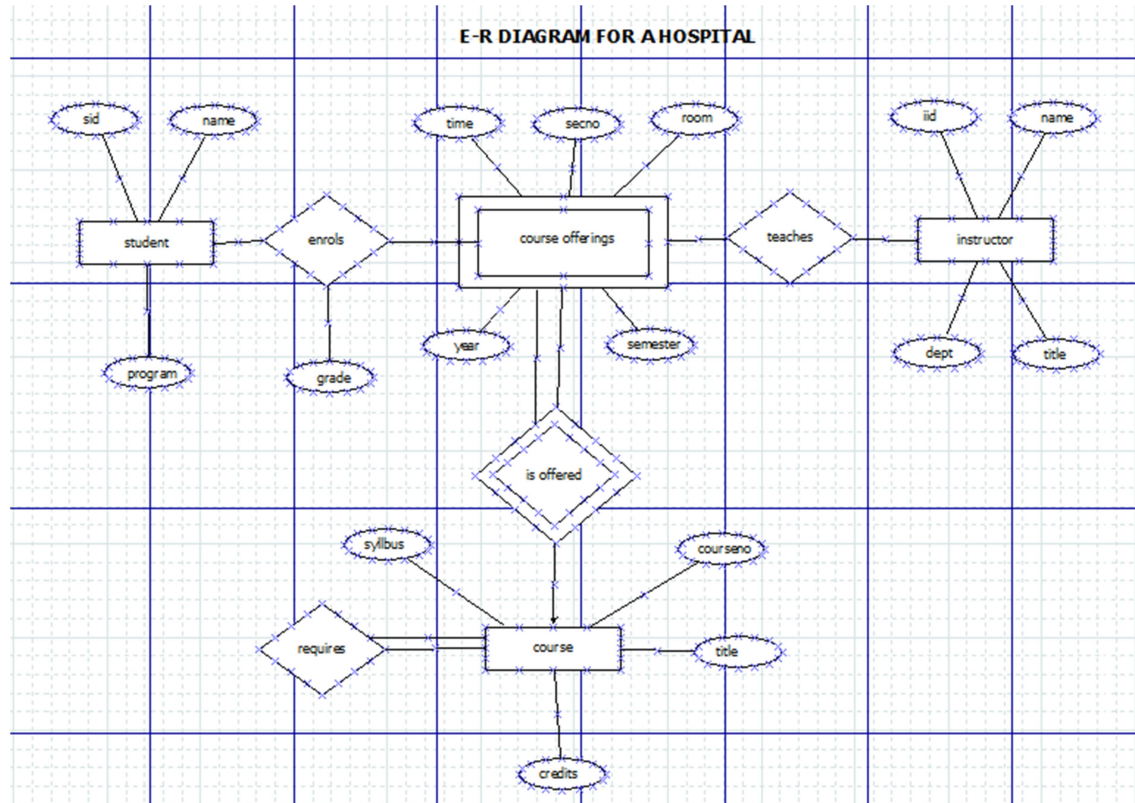 E-R DIAGRAM FOR A HOSPITAL
sid
name
time
secno
room
iid
name
student
enrols
course offerings
teaches
instructor
program
grade
year
semester
dept
title
is offered
syllbus
courseno
requires
course
title
credits